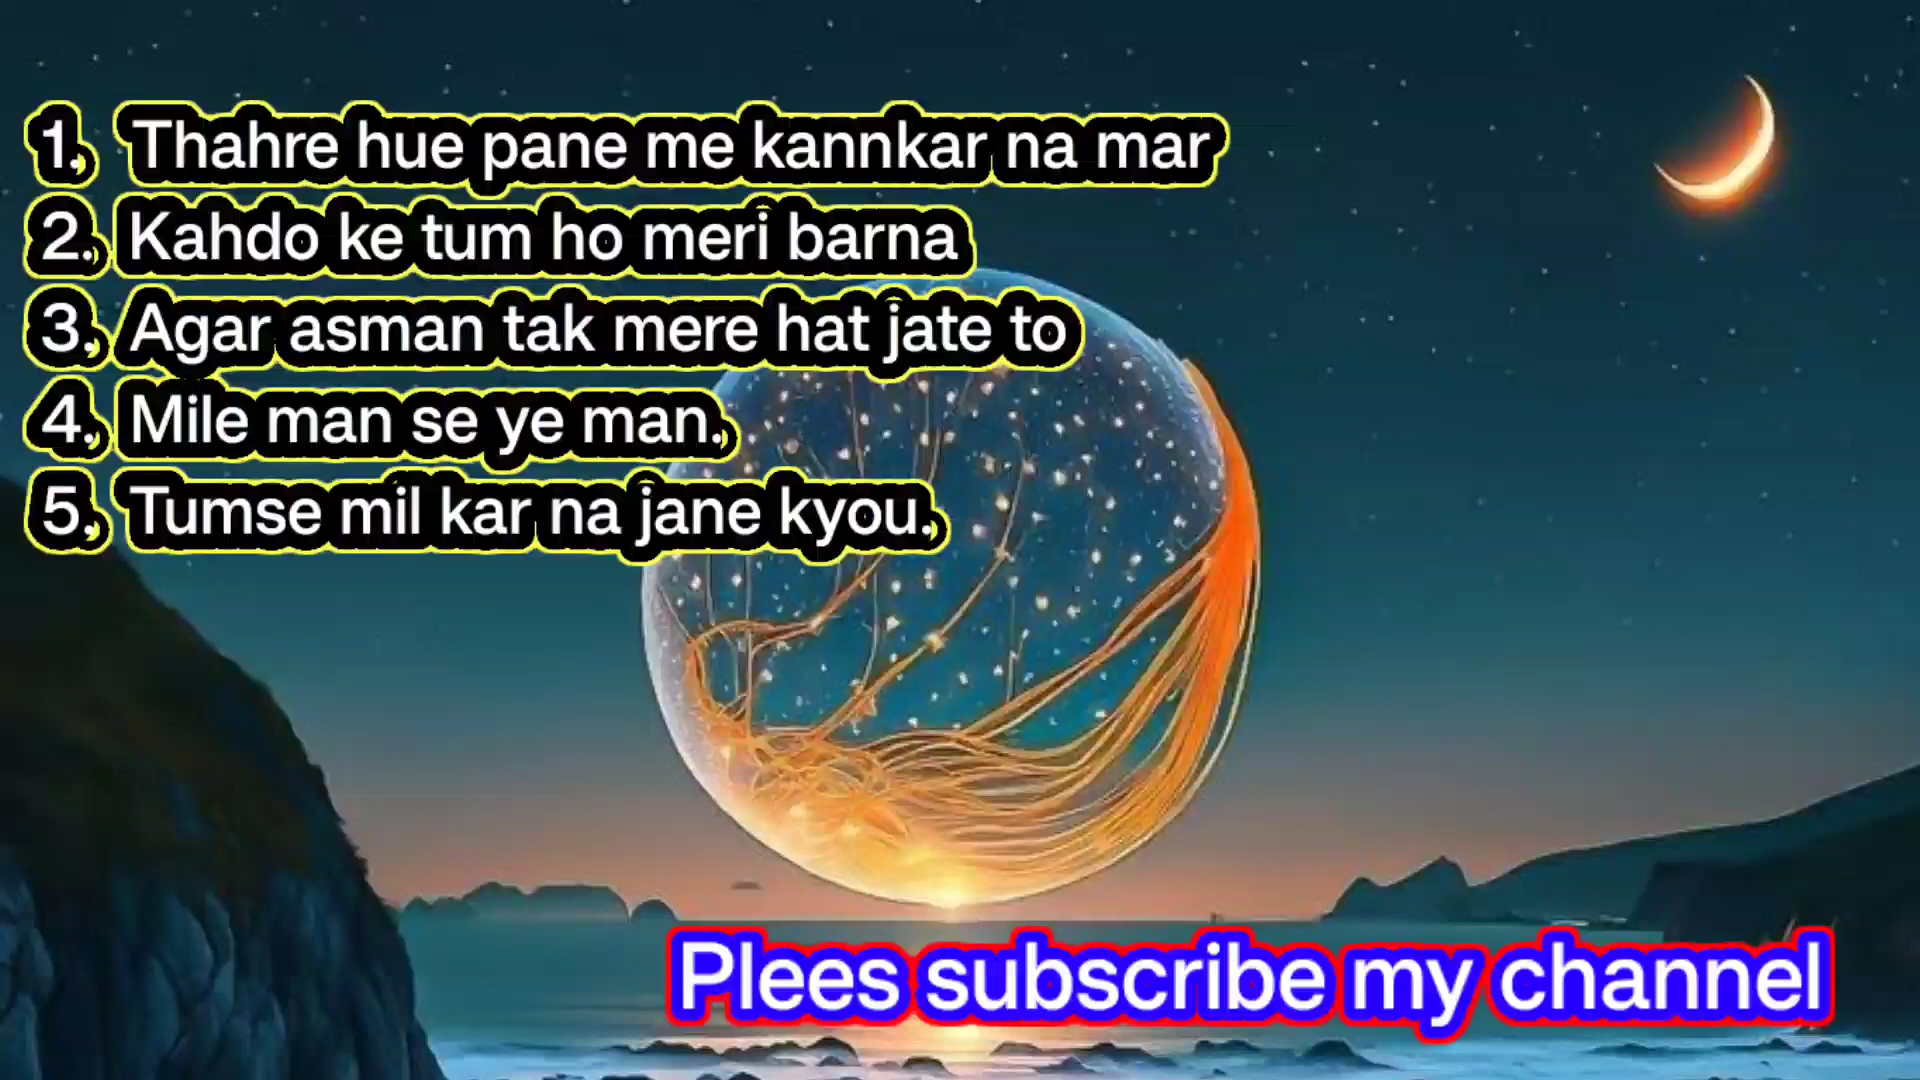 1. Thahre hue pane me kannkar na mar
2. Kahdo ke tum ho meri barna
3. Agar asman tak mere hat jate to
4. Mile man se ye man.
5. Tumse mil kar na jane kyou.
Plees subscribe my channel